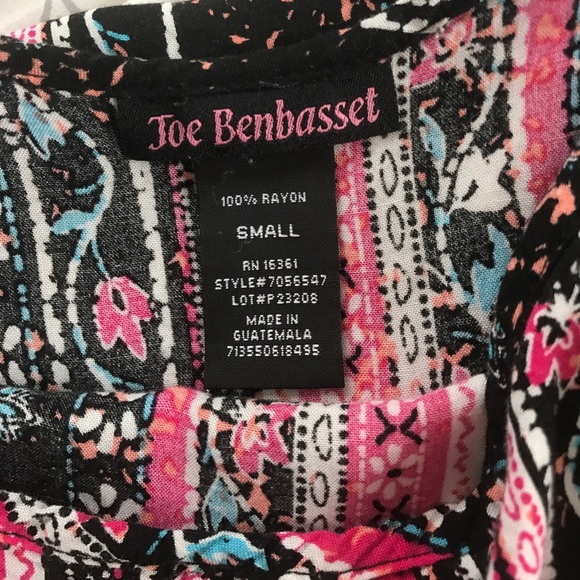 Joe Benbasset
100% RAYON
SMALL
RN 16361
STYLE#7056547
LOT#P23208
MADE IN
GUATEMALA
713550618495